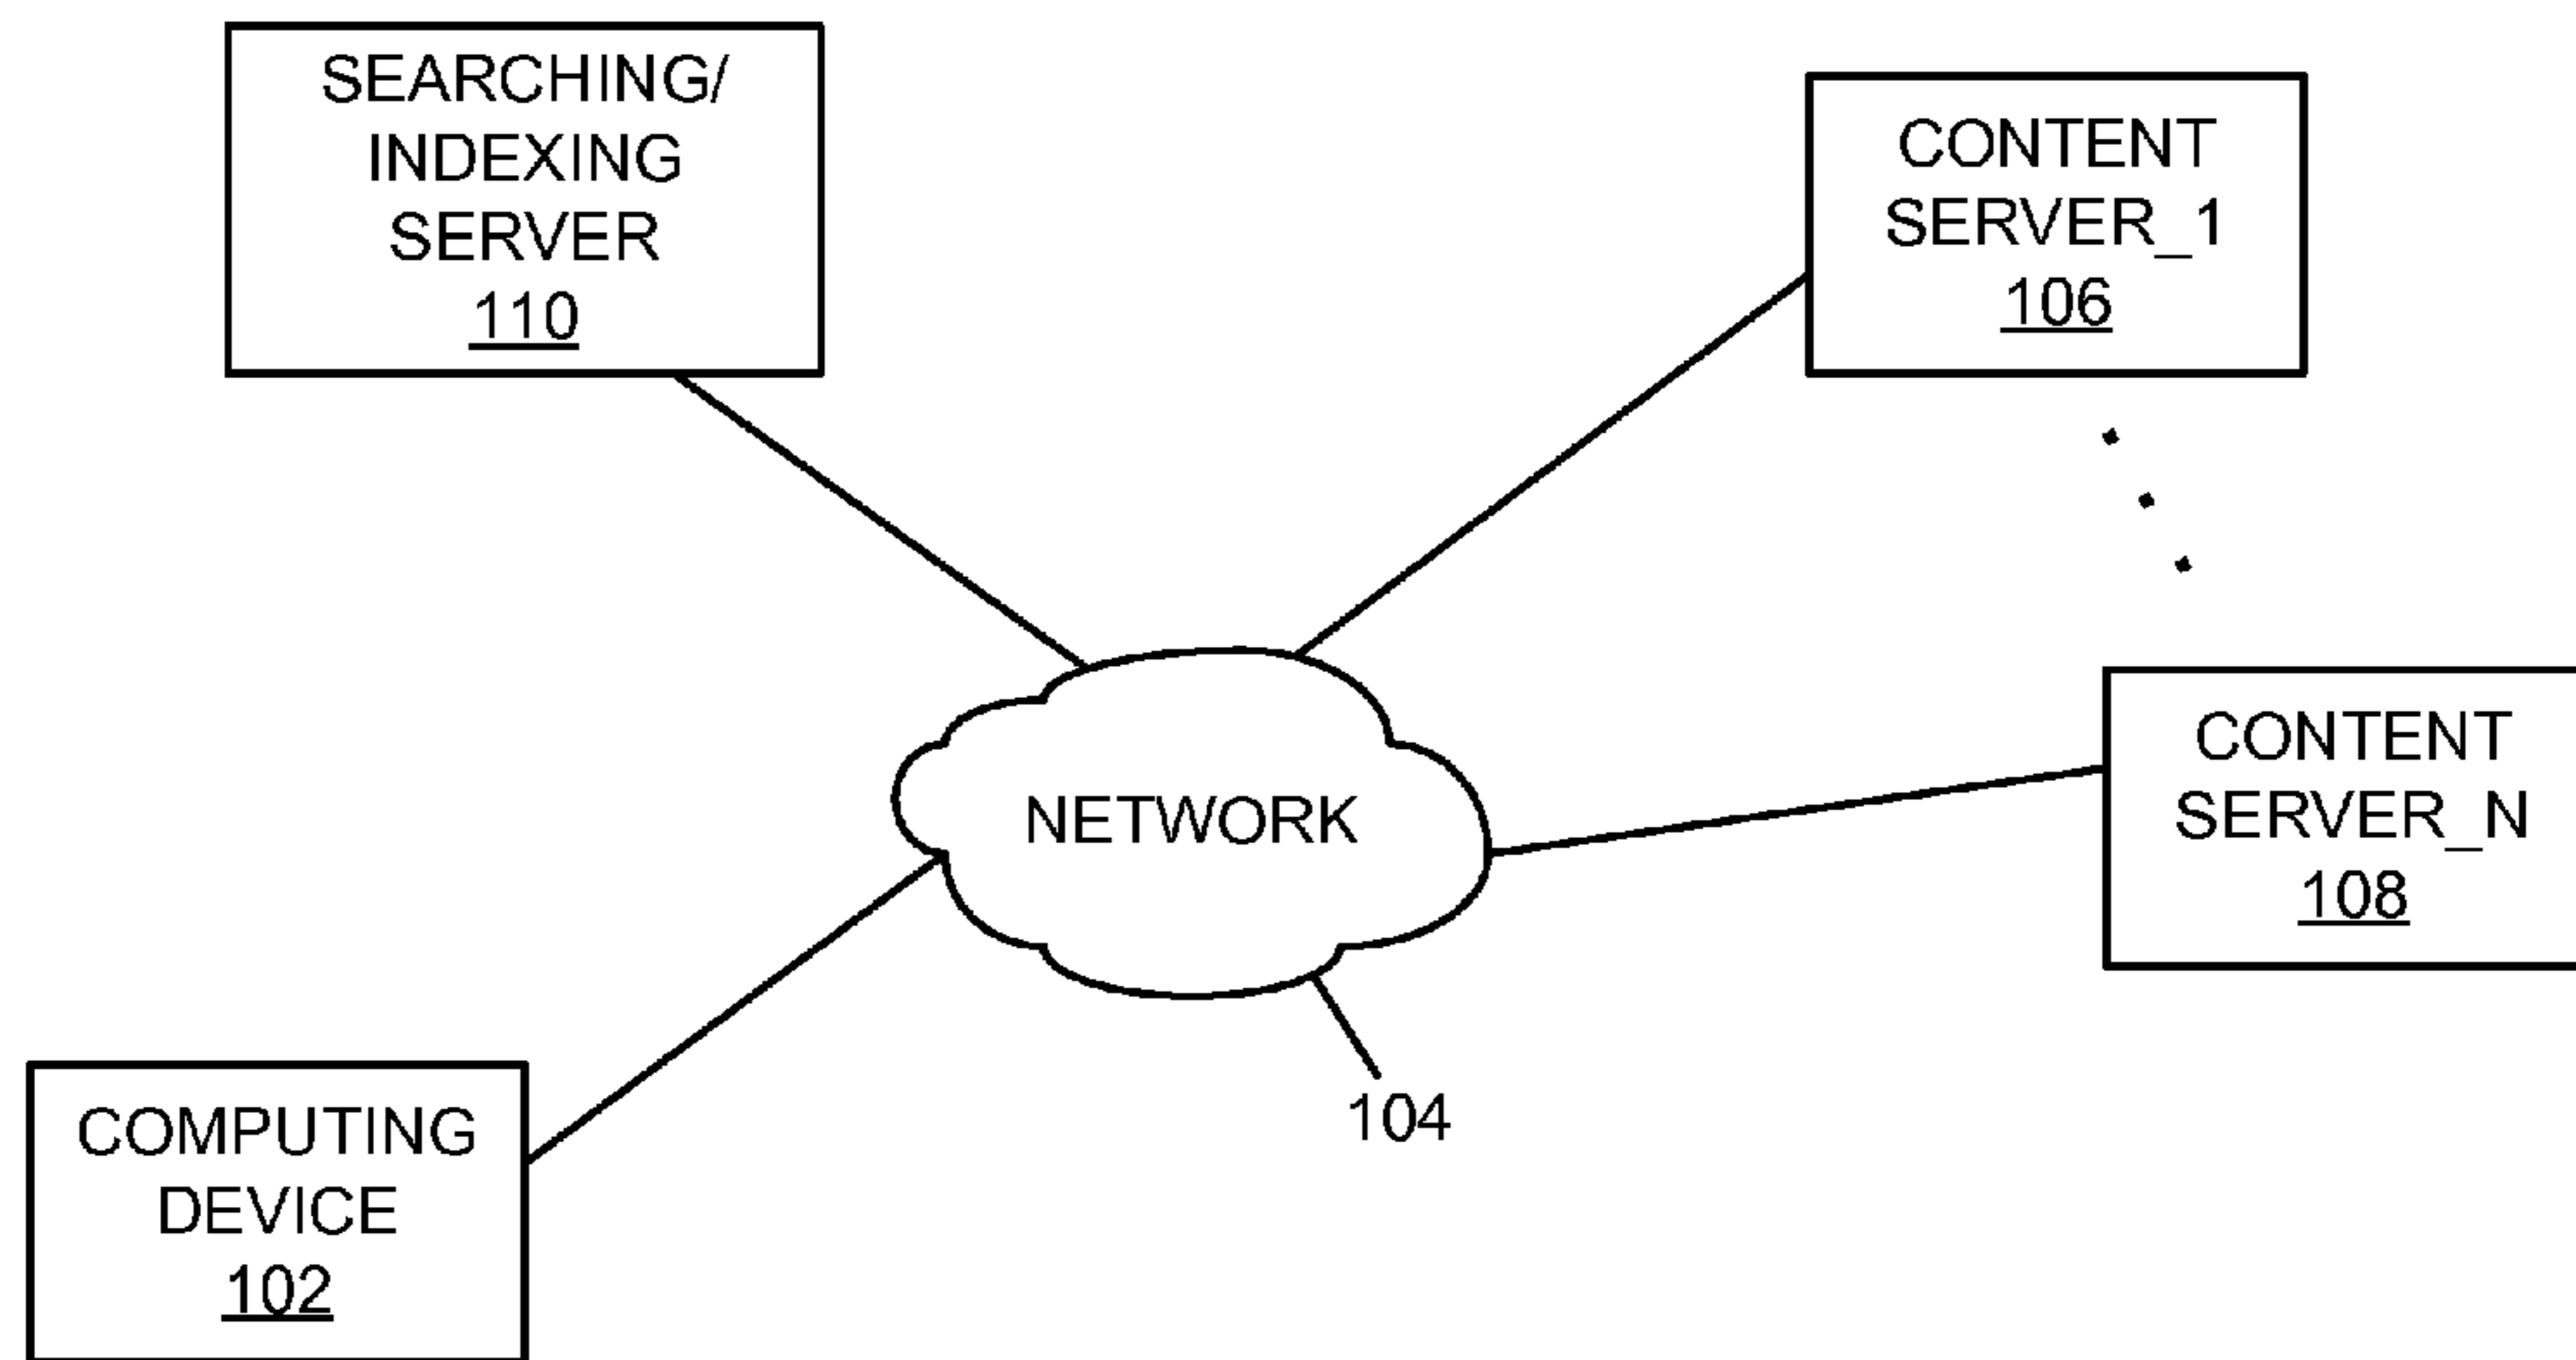 SEARCHING/
INDEXING
SERVER
110
CONTENT
SERVER_1
106
NETWORK
CONTENT
SERVER_N
108
104
COMPUTING
DEVICE
102